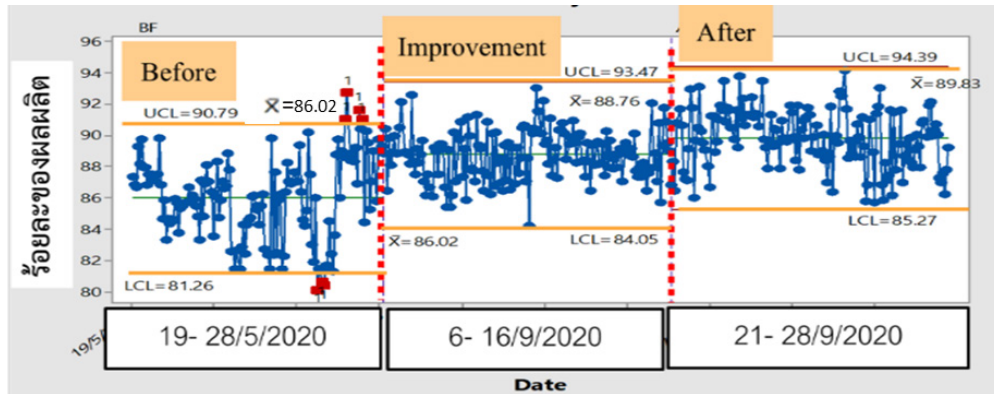 BF
Before
Improvement
After
UCL=90.79
X̄=86.02
UCL=93.47
X̄=88.76
UCL=94.39
X̄=89.83
1
1
1
1
LCL=81.26
X̄=86.02
LCL=84.05
LCL=85.27
ร้อยละของผลผลิต
96
94
92
90
88
86
84
82
80
19/5/
19- 28/5/2020
6- 16/9/2020
21- 28/9/2020
Date